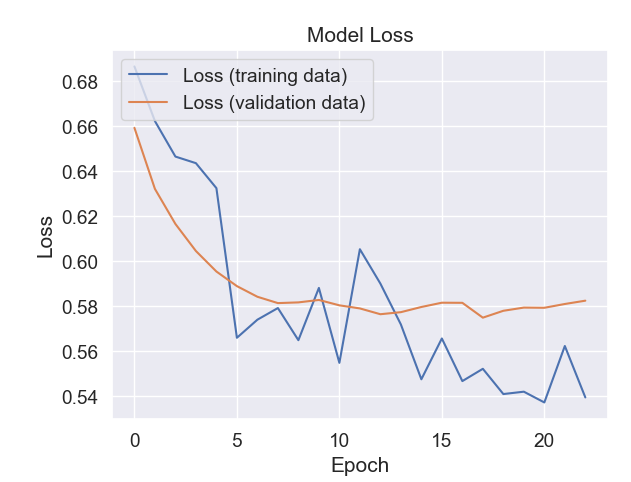 Model Loss
Loss (training data)
Loss (validation data)
0.68
0.66
0.64
0.62
0.60
0.58
0.56
0.54
Loss
0 5 10 15 20
Epoch